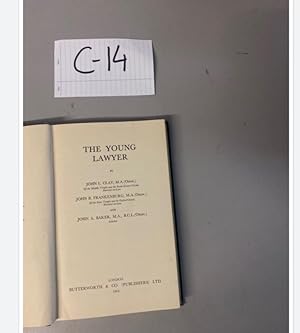 C-14
THE YOUNG
LAWYER
BY
JOHN E. CLAY, M.A. (Oxon.)
JOHN B. FRANKENBURG, M.A. (Oxon.)
AND
JOHN A. BAKER, M.A., B.C.L. (Oxon.)
LONDON
BUTTERWORTH & CO. (PUBLISHERS) LTD.